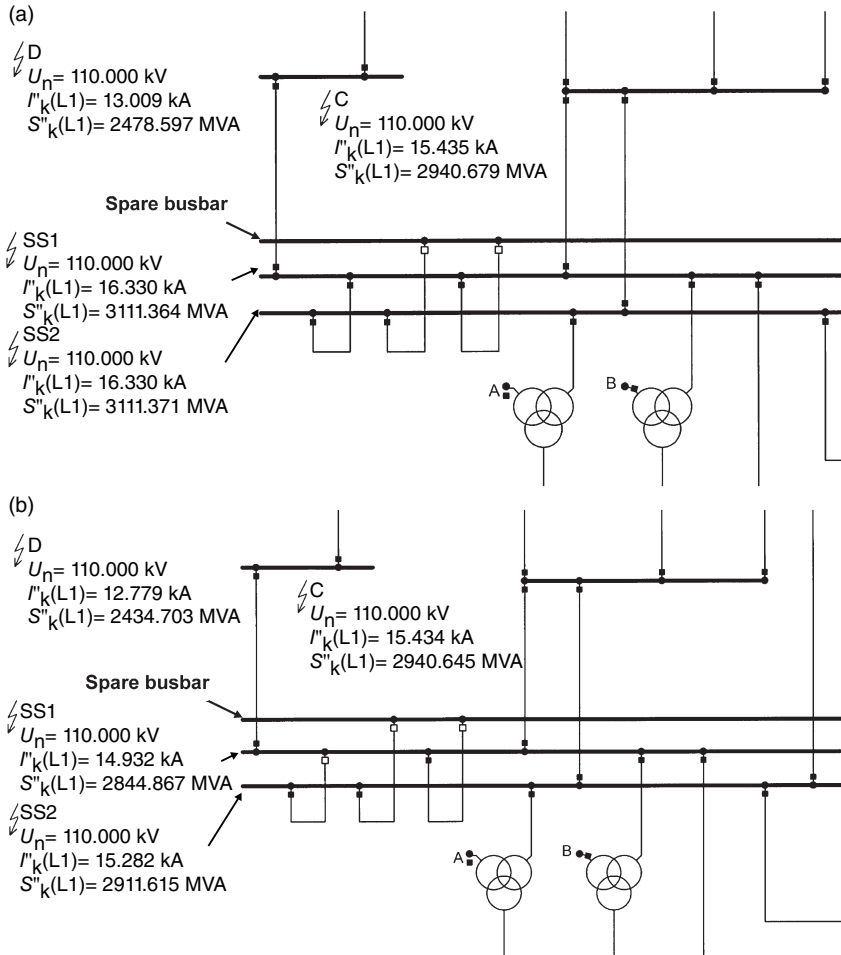 (a)
D
Un= 110.000 kV
I"k(L1)= 13.009 kA
S"k(L1)= 2478.597 MVA
C
Un= 110.000 kV
I"k(L1)= 15.435 kA
S"k(L1)= 2940.679 MVA
Spare busbar
SS1
Un= 110.000 kV
I"k(L1)= 16.330 kA
S"k(L1)= 3111.364 MVA
SS2
Un= 110.000 kV
I"k(L1)= 16.330 kA
S"k(L1)= 3111.371 MVA
A
B
(b)
D
Un= 110.000 kV
I"k(L1)= 12.779 kA
S"k(L1)= 2434.703 MVA
C
Un= 110.000 kV
I"k(L1)= 15.434 kA
S"k(L1)= 2940.645 MVA
Spare busbar
SS1
Un= 110.000 kV
I"k(L1)= 14.932 kA
S"k(L1)= 2844.867 MVA
SS2
Un= 110.000 kV
I"k(L1)= 15.282 kA
S"k(L1)= 2911.615 MVA
A
B